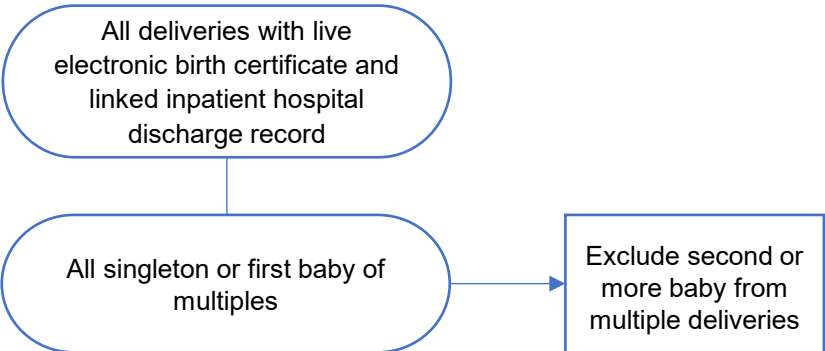 All deliveries with live
electronic birth certificate and
linked inpatient hospital
discharge record
All singleton or first baby of
multiples
Exclude second or
more baby from
multiple deliveries